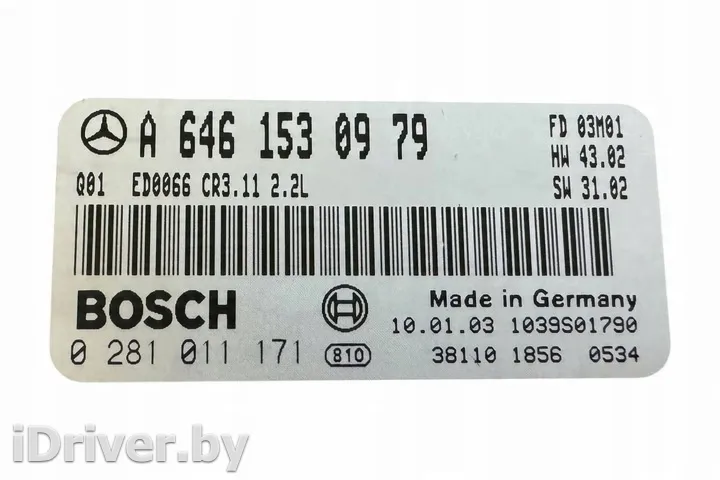 A 646 153 09 79
FD 03M01
HW 43.02
Q01 ED0066 CR3.11 2.2L
SW 31.02
BOSCH
Made in Germany
10.01.03 1039S01790
0 281 011 171 810
38110 1856 0534
iDriver.by